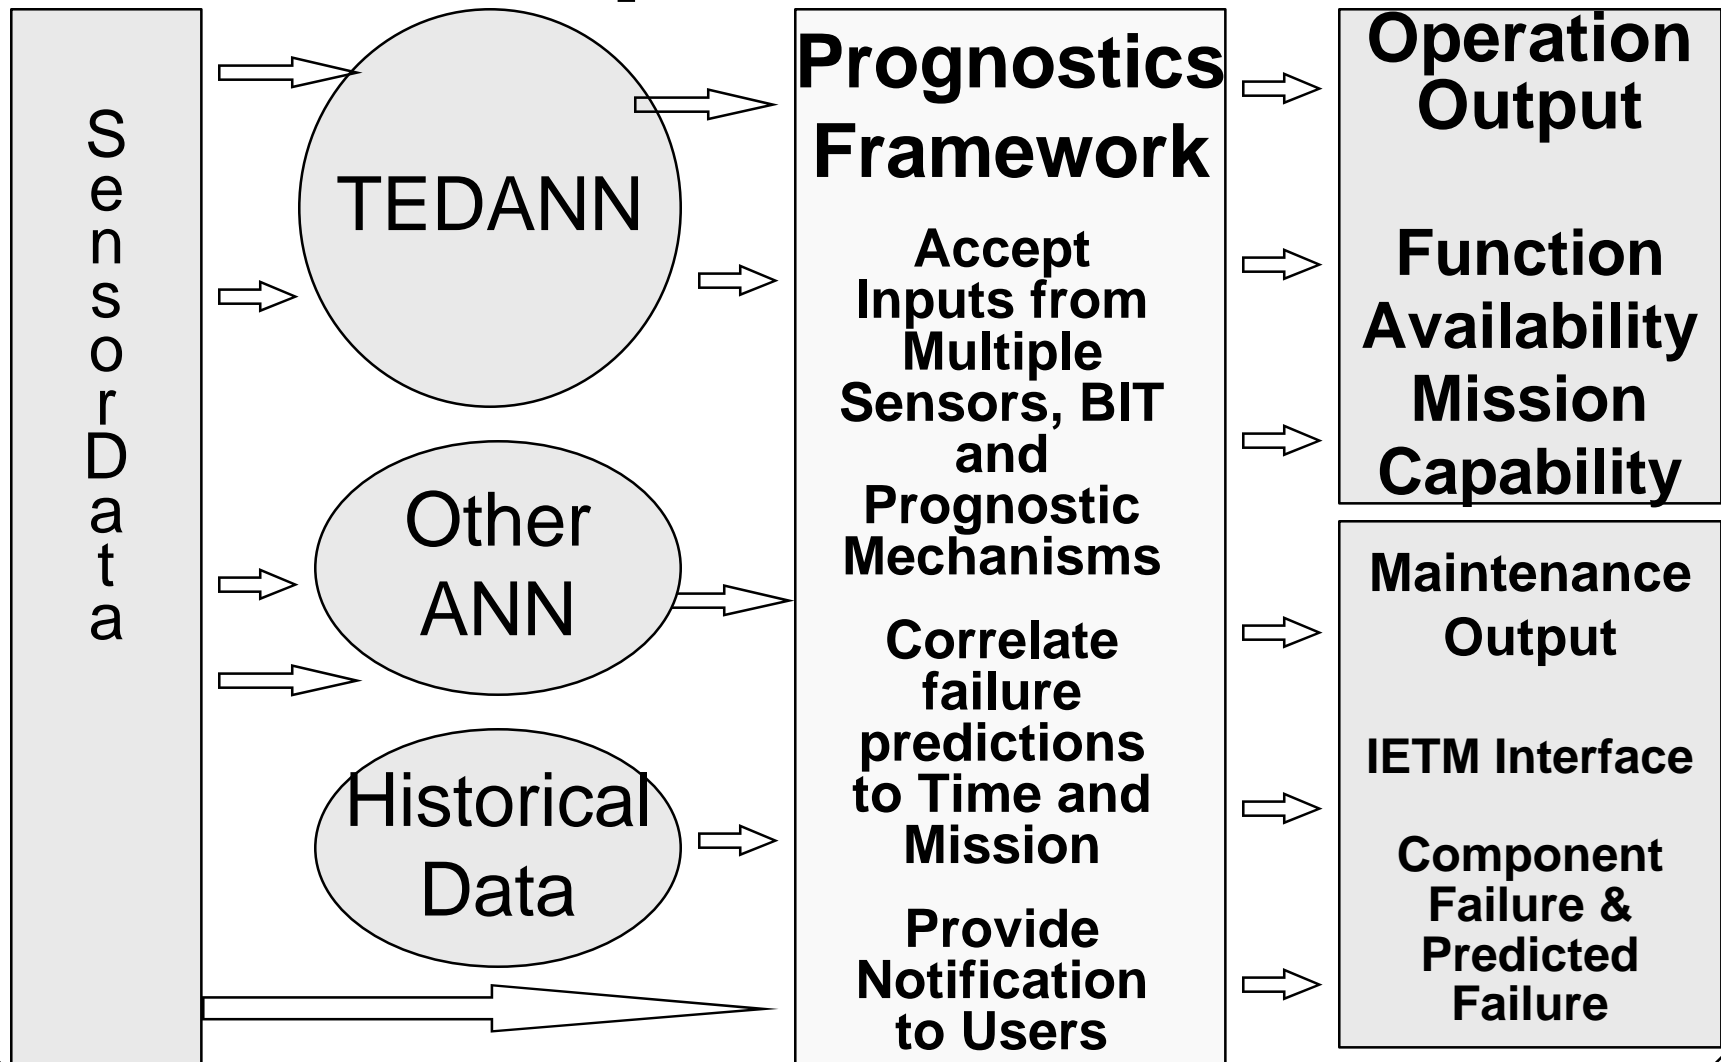 Sensor Data
TEDANN
Other
ANN
Historical
Data
Prognostics
Framework
Accept
Inputs from
Multiple
Sensors, BIT
and
Prognostic
Mechanisms
Correlate
failure
predictions
to Time and
Mission
Provide
Notification
to Users
Operation
Output
Function
Availability
Mission
Capability
Maintenance
Output
IETM Interface
Component
Failure &
Predicted
Failure